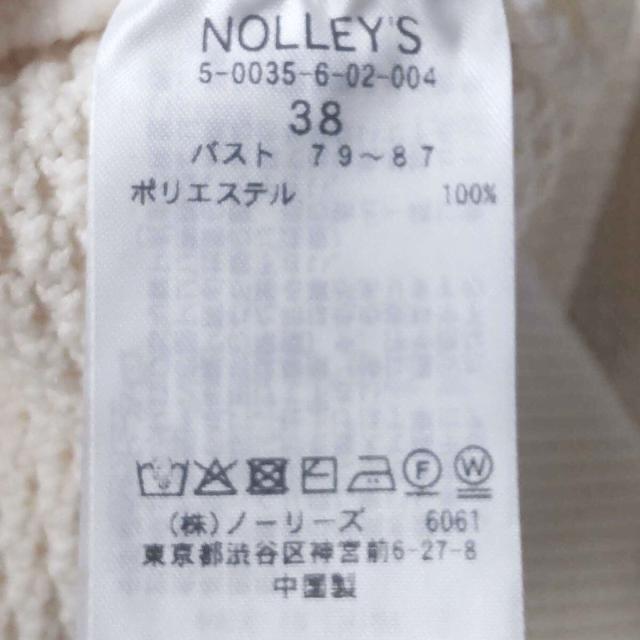 NOLLEY'S
5-0035-6-02-004
38
バスト 79～87
ポリエステル 100%
F W
(株)ノーリーズ 6061
東京都渋谷区神宮前6-27-8
中国製